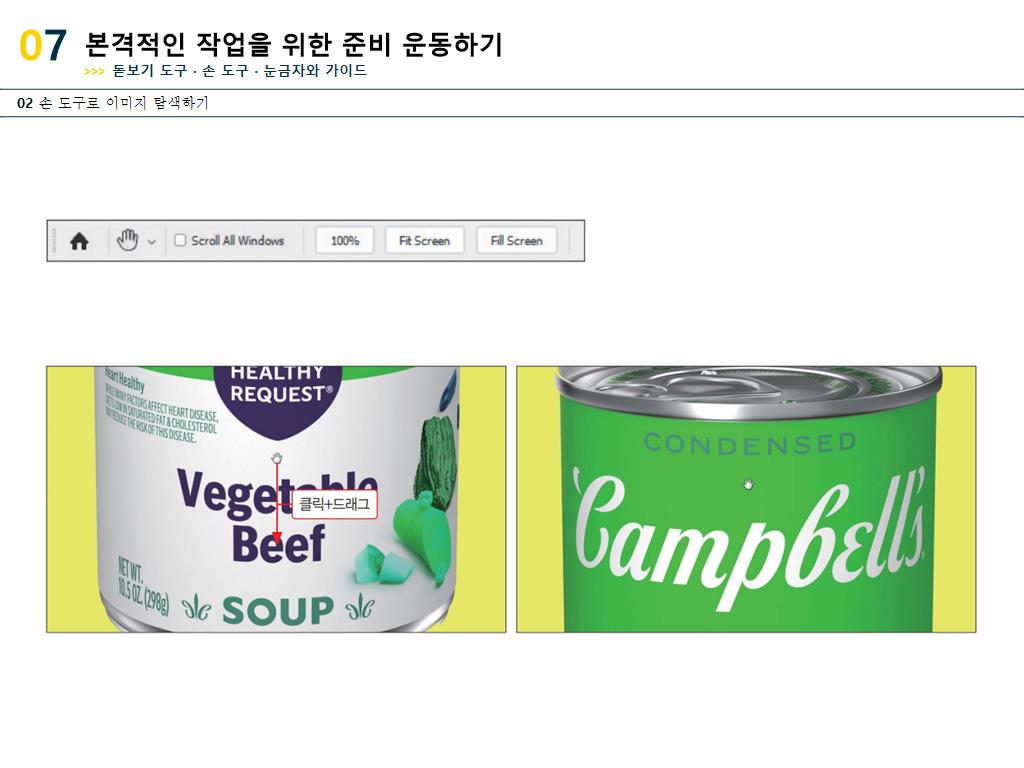 07 본격적인 작업을 위한 준비 운동하기
>>> 돋보기 도구 · 손 도구 · 눈금자와 가이드
02 손 도구로 이미지 탐색하기
Scroll All Windows 100% Fit Screen Fill Screen
HEALTHY
REQUEST®
Heart Healthy
WHILE MANY FACTORS AFFECT HEART DISEASE,
DIETS LOW IN SATURATED FAT & CHOLESTEROL
MAY REDUCE THE RISK OF THIS DISEASE.
Vegetable
클릭+드래그
Beef
NET WT.
10.5 OZ. (298g)
SOUP
CONDENSED
Campbell's